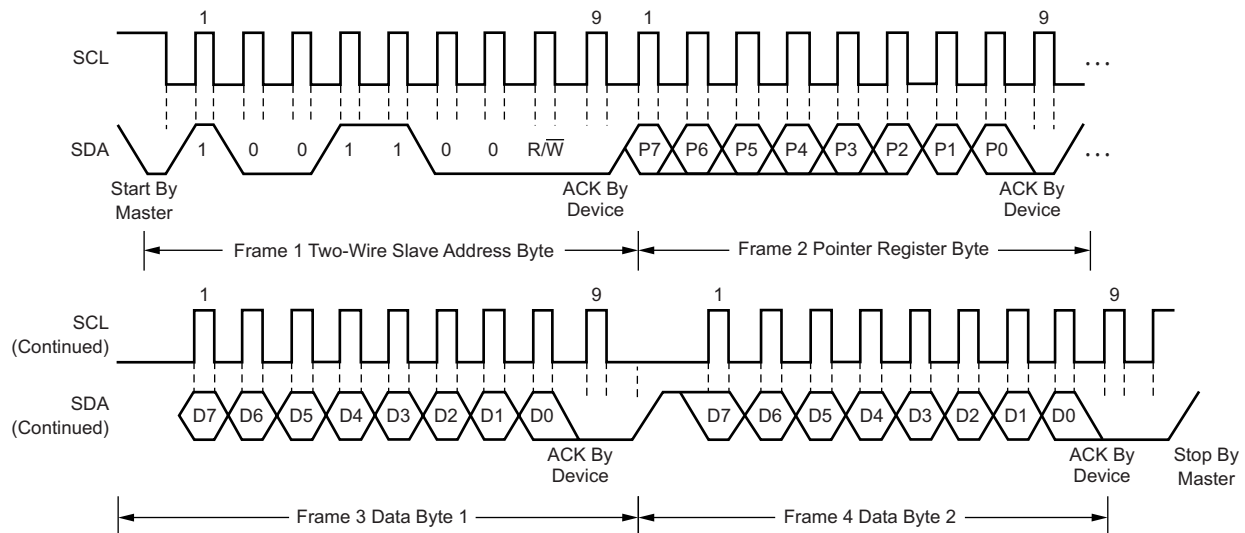 1 9 1 9
SCL
...
SDA 1 0 0 1 1 0 0 R/W̅ P7 P6 P5 P4 P3 P2 P1 P0 ...
Start By
Master
ACK By
Device
ACK By
Device
Frame 1 Two-Wire Slave Address Byte
Frame 2 Pointer Register Byte
1 9 1 9
SCL
(Continued)
SDA
(Continued)
D7 D6 D5 D4 D3 D2 D1 D0 D7 D6 D5 D4 D3 D2 D1 D0
ACK By
Device
ACK By
Device
Stop By
Master
Frame 3 Data Byte 1
Frame 4 Data Byte 2